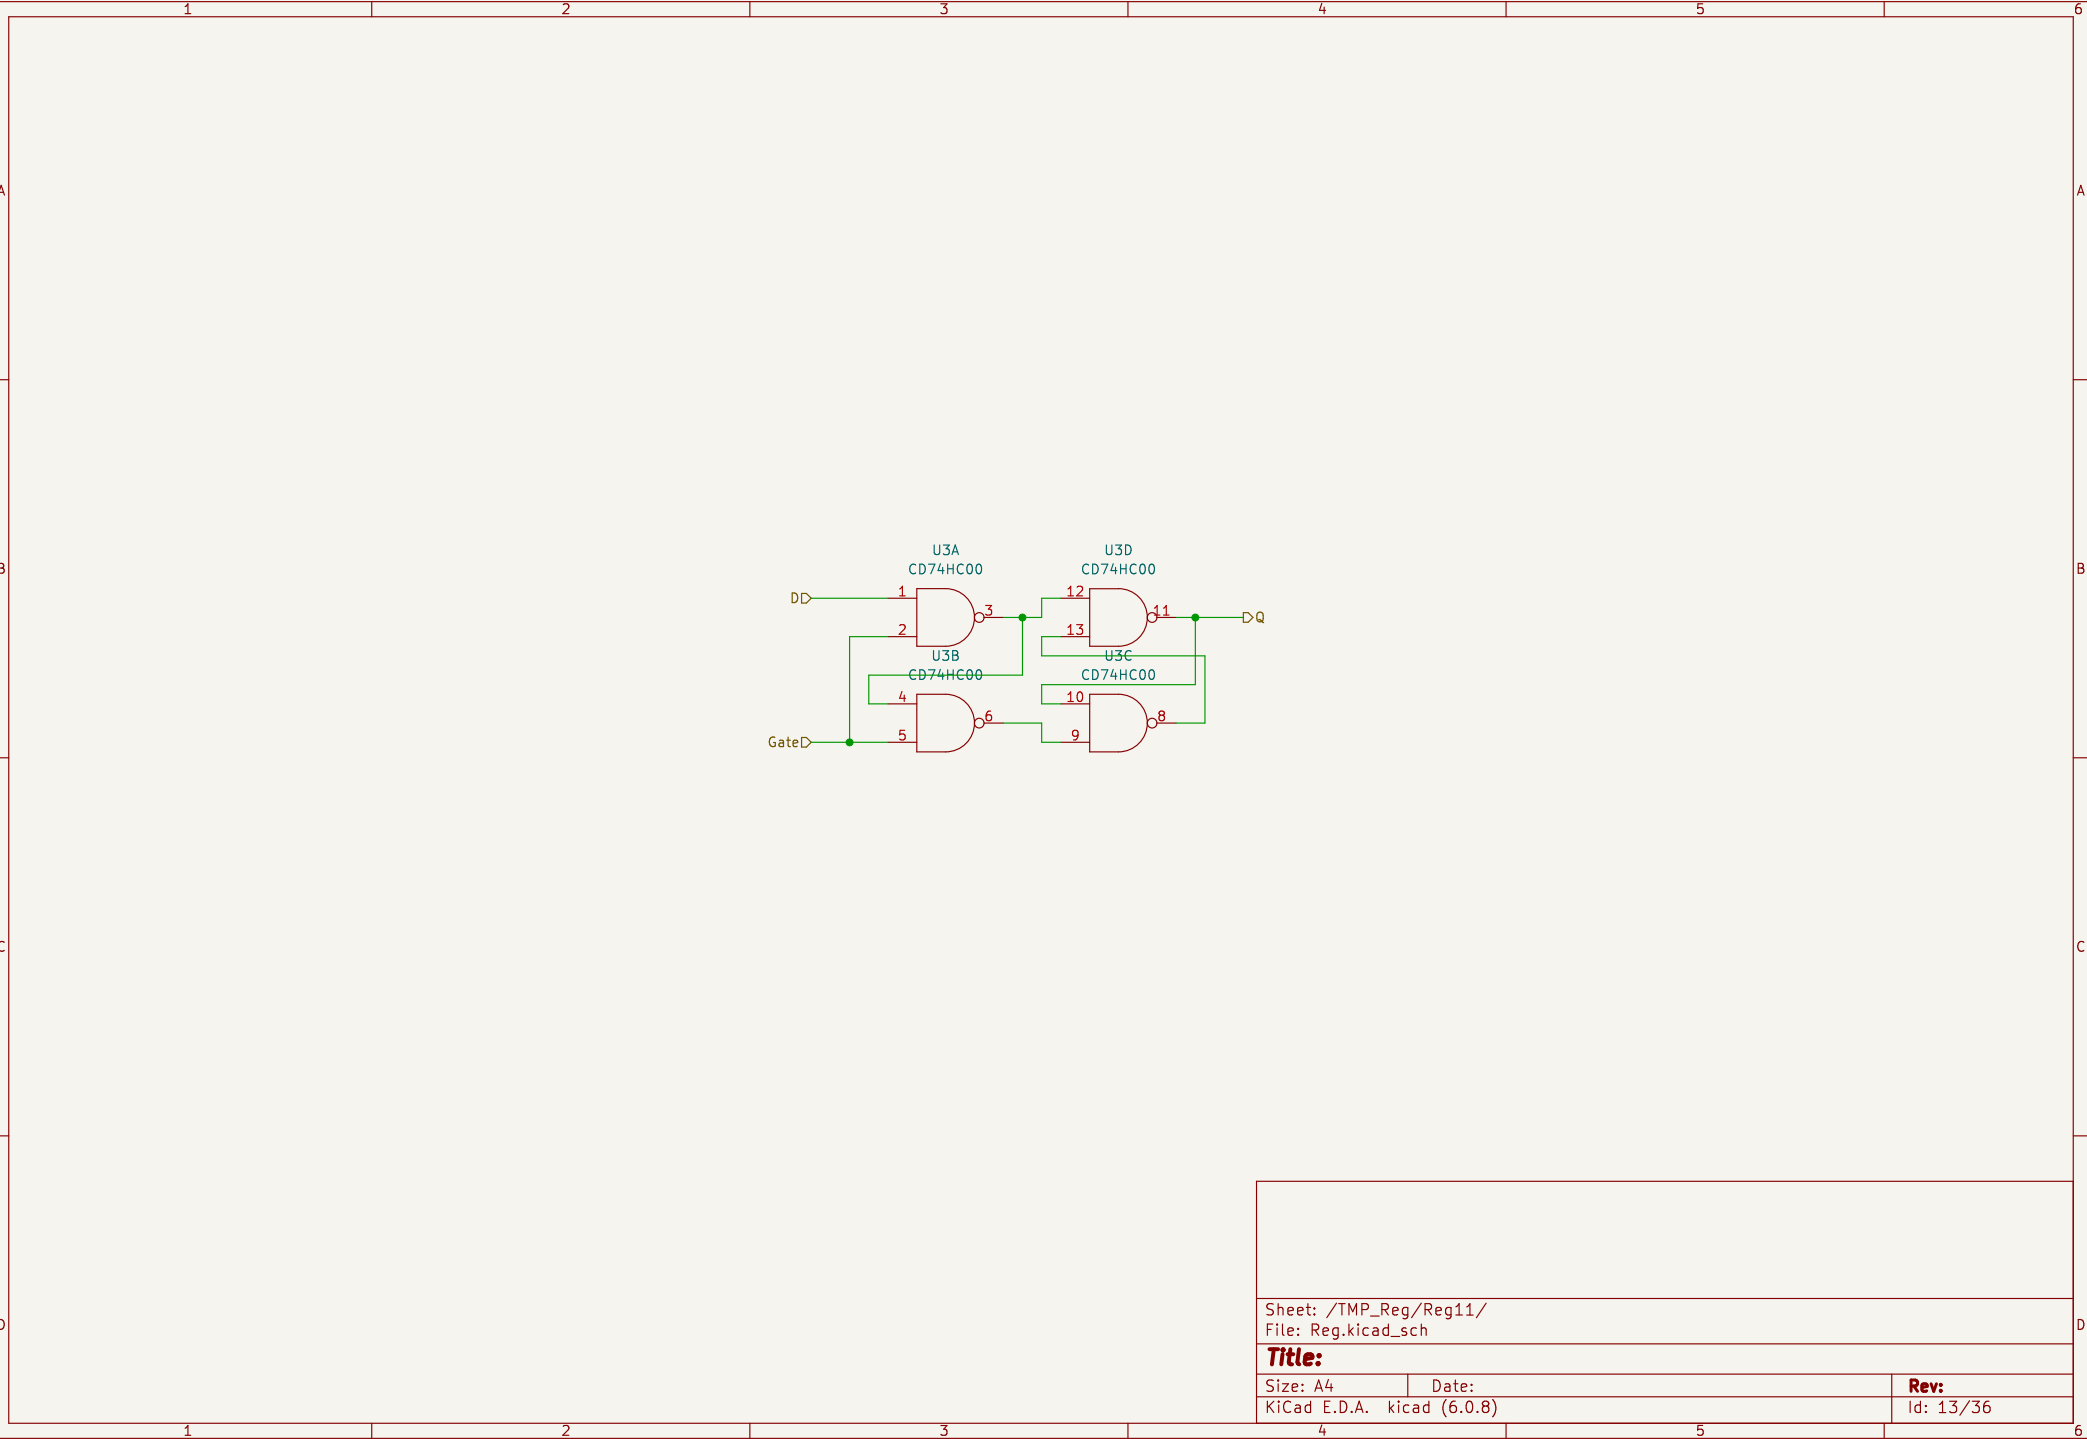 1 2 3 4 5 6
A A
B B
C C
D D
U3A
CD74HC00
U3D
CD74HC00
D 1 3 12 11 Q
2 13
U3B
CD74HC00
U3C
CD74HC00
4 6 10 8
Gate 5 9
Sheet: /TMP_Reg/Reg11/
File: Reg.kicad_sch
Title:
Size: A4 Date: Rev:
KiCad E.D.A. kicad (6.0.8) Id: 13/36
1 2 3 4 5 6